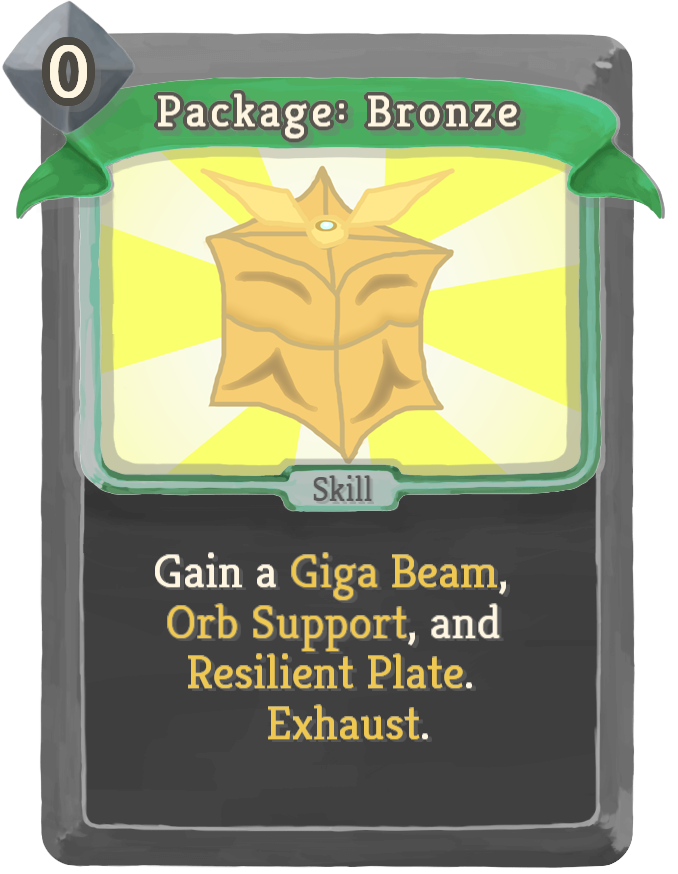 0
Package: Bronze
Skill
Gain a Giga Beam,
Orb Support, and
Resilient Plate.
Exhaust.